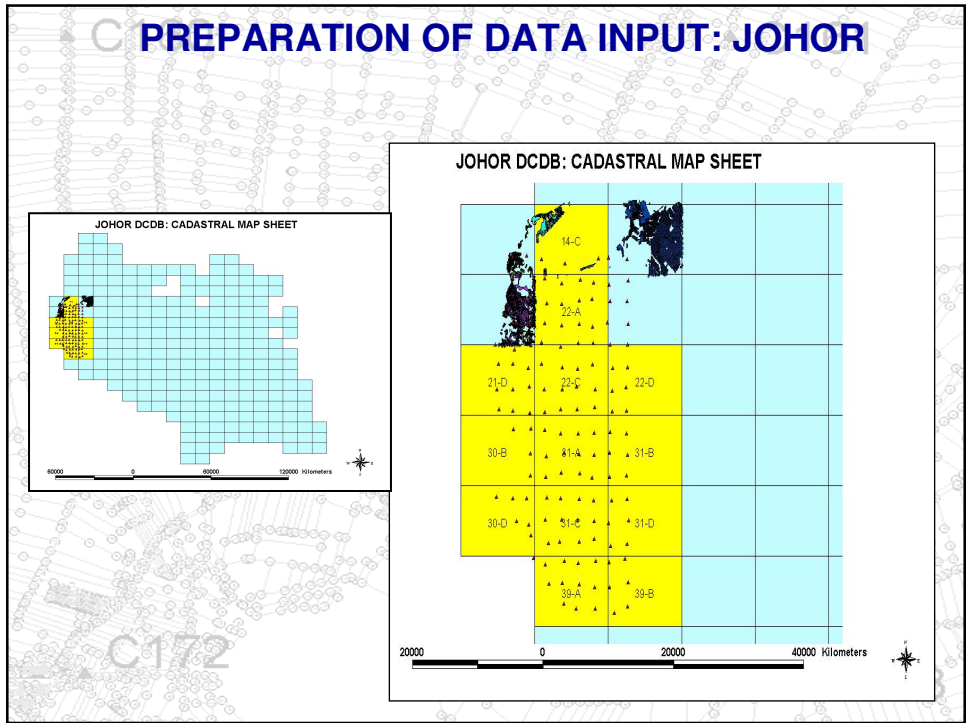 PREPARATION OF DATA INPUT: JOHOR
JOHOR DCDB: CADASTRAL MAP SHEET
60000 0 60000 120000 Kilometers
N
W E
S
JOHOR DCDB: CADASTRAL MAP SHEET
14-C
22-A
21-D 22-C 22-D
30-B 31-A 31-B
30-D 31-C 31-D
39-A 39-B
20000 0 20000 40000 Kilometers
N
W E
S
C172